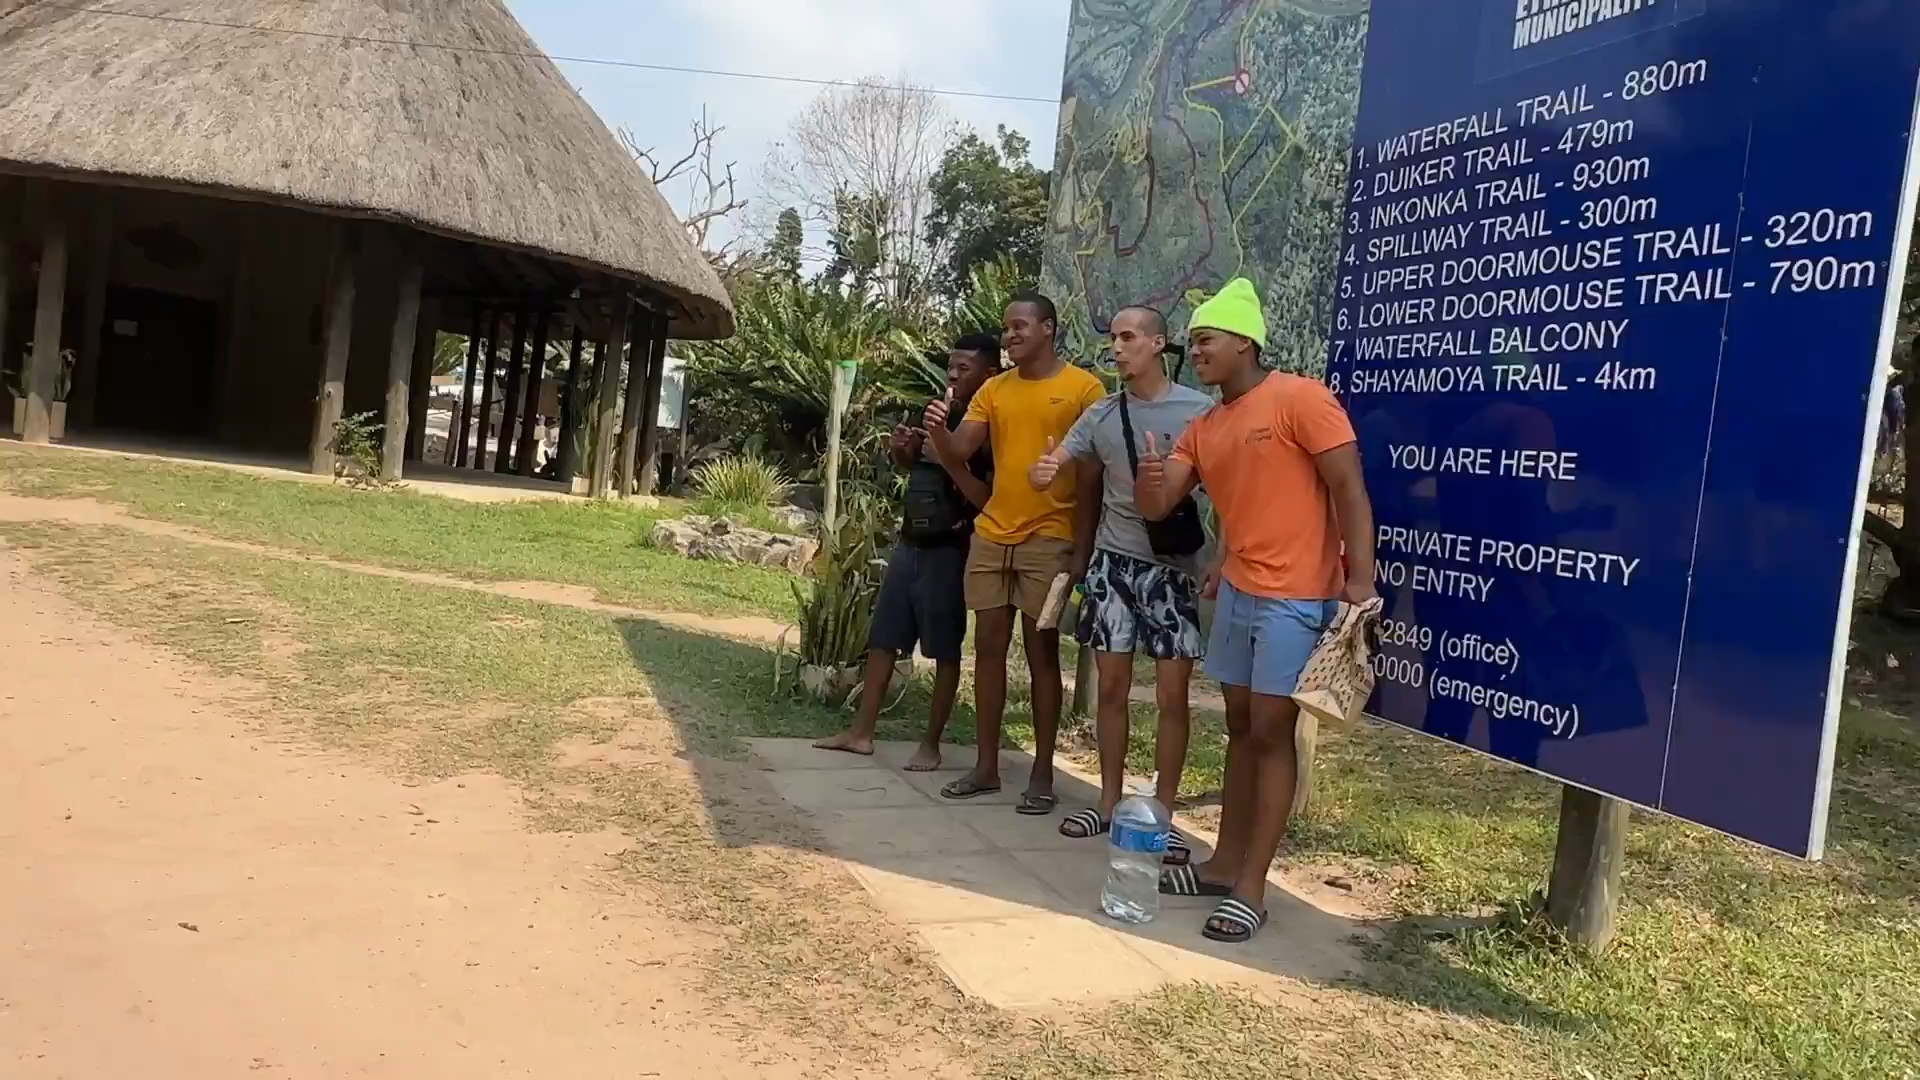 MUNICIPALITY
1. WATERFALL TRAIL - 880m
2. DUIKER TRAIL - 479m
3. INKONKA TRAIL - 930m
4. SPILLWAY TRAIL - 300m
5. UPPER DOORMOUSE TRAIL - 320m
6. LOWER DOORMOUSE TRAIL - 790m
7. WATERFALL BALCONY
8. SHAYAMOYA TRAIL - 4km
YOU ARE HERE
PRIVATE PROPERTY
NO ENTRY
2849 (office)
0000 (emergency)